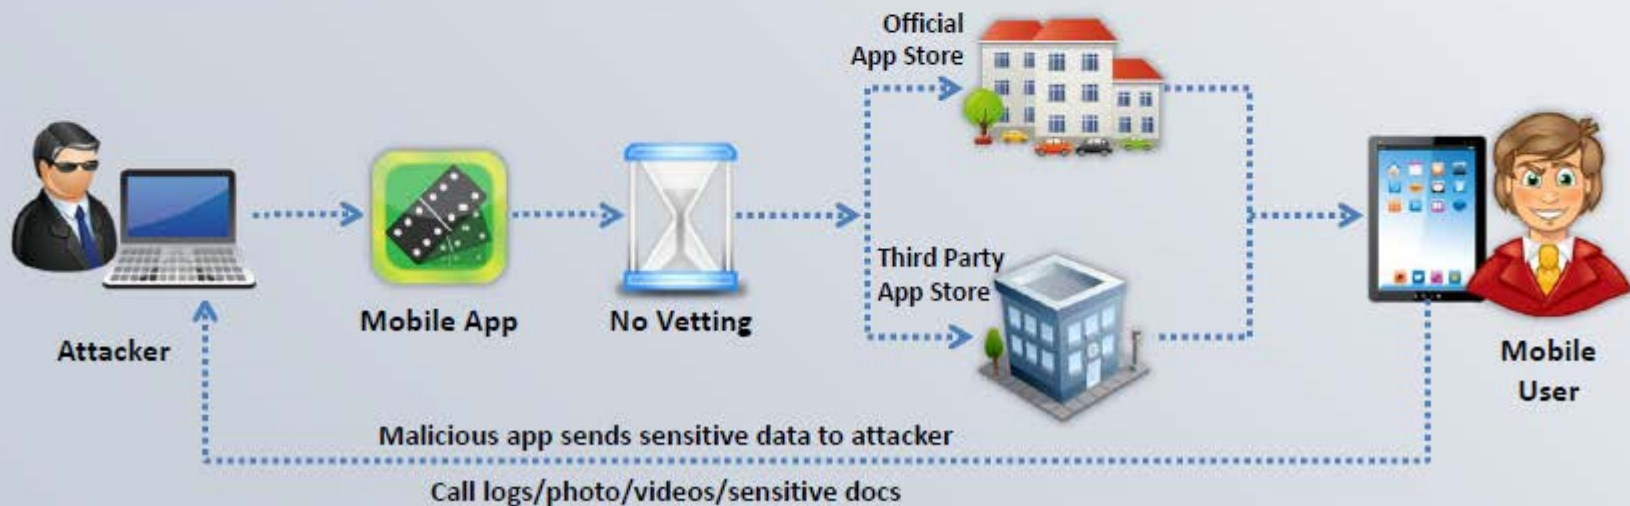 Official
App Store
Attacker
Mobile App
No Vetting
Third Party
App Store
Mobile
User
Malicious app sends sensitive data to attacker
Call logs/photo/videos/sensitive docs